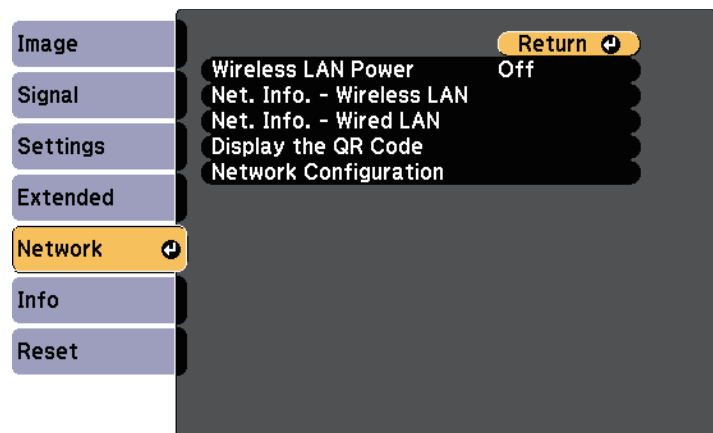 Image
Signal
Settings
Extended
Network
Info
Reset
Return
Wireless LAN Power Off
Net. Info. - Wireless LAN
Net. Info. - Wired LAN
Display the QR Code
Network Configuration